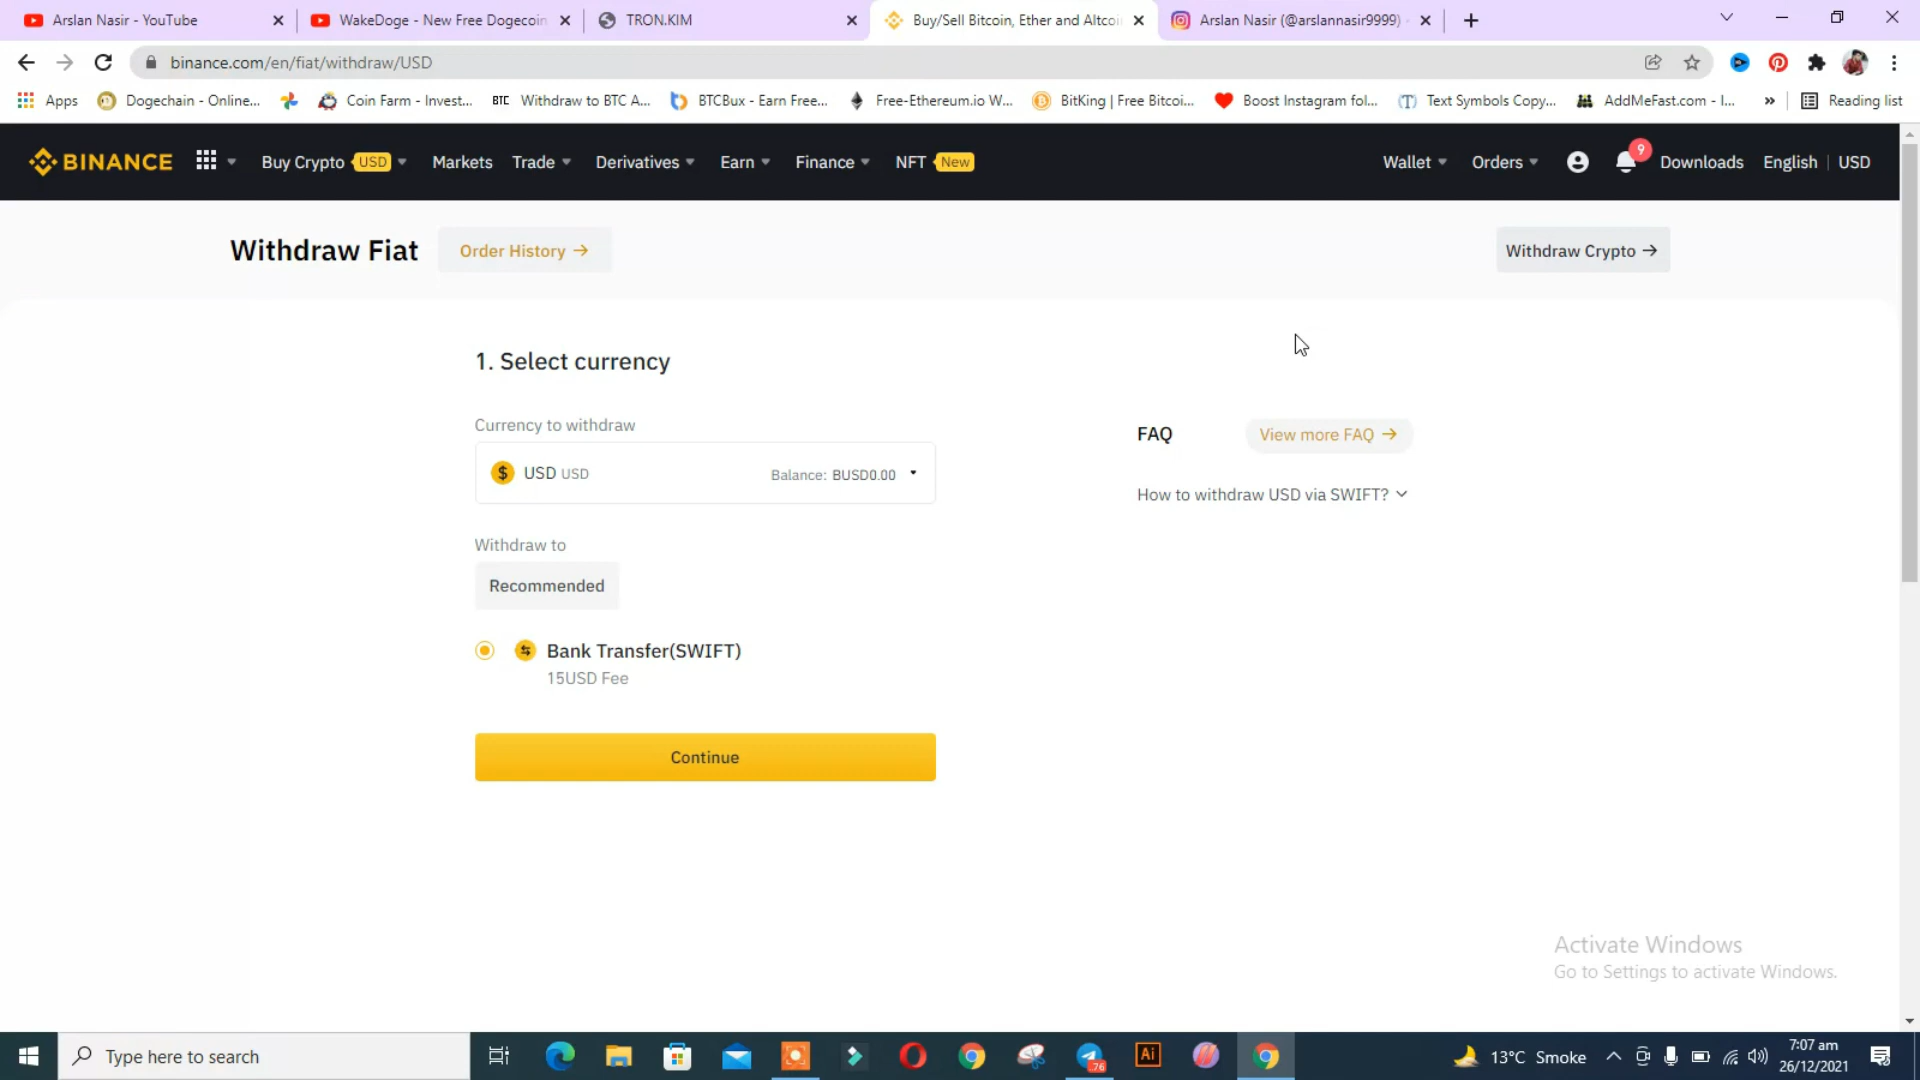 Arslan Nasir - YouTube
WakeDoge - New Free Dogecoin
TRON.KIM
Buy/Sell Bitcoin, Ether and Altcoi
Arslan Nasir (@arslannasir9999)
binance.com/en/fiat/withdraw/USD
Apps
Dogechain - Online...
Coin Farm - Invest...
BTC Withdraw to BTC A...
BTCBux - Earn Free...
Free-Ethereum.io W...
BitKing | Free Bitcoi...
Boost Instagram fol...
(T) Text Symbols Copy...
AddMeFast.com - I...
»
Reading list
BINANCE
Buy Crypto USD
Markets
Trade
Derivatives
Earn
Finance
NFT New
Wallet
Orders
9
Downloads
English | USD
Withdraw Fiat
Order History →
Withdraw Crypto →
1. Select currency
Currency to withdraw
$ USD USD
Balance: BUSD0.00
FAQ
View more FAQ →
How to withdraw USD via SWIFT?
Withdraw to
Recommended
Bank Transfer(SWIFT)
15USD Fee
Continue
Activate Windows
Go to Settings to activate Windows.
Type here to search
76
Ai
13°C Smoke
7:07 am
26/12/2021